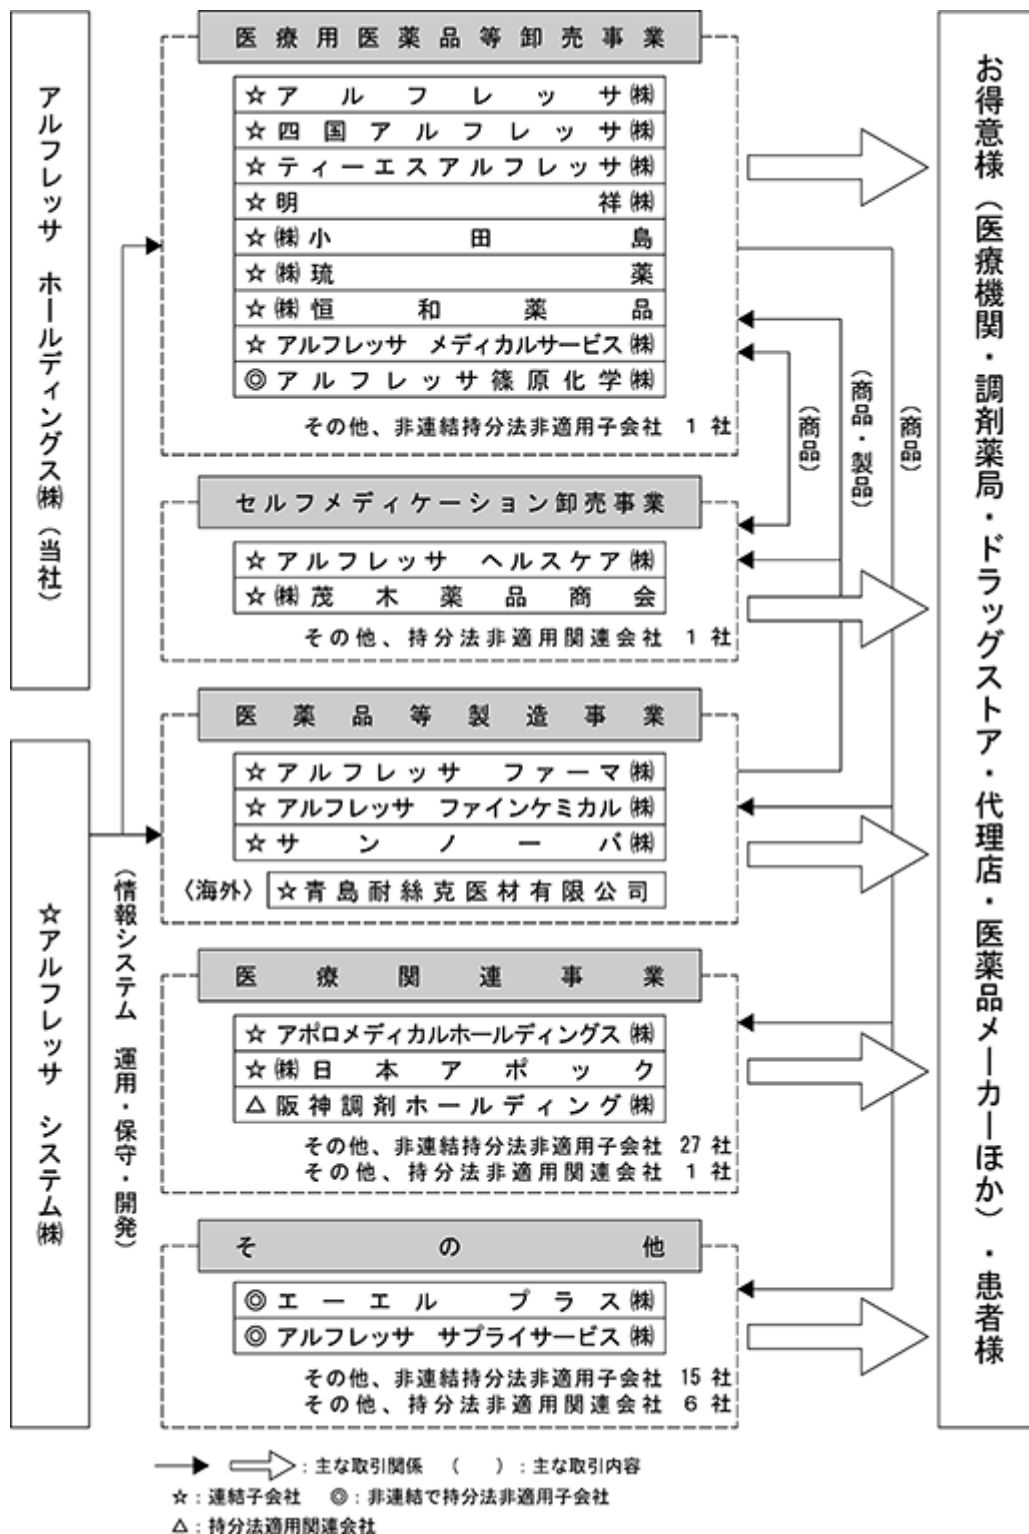 アルフレッサ ホールディングス㈱(当社)
☆アルフレッサ システム㈱
(情報システム 運用・保守・開発)
医療用医薬品等卸売事業
☆アルフレッサ㈱
☆四国アルフレッサ㈱
☆ティーエスアルフレッサ㈱
☆明祥㈱
☆㈱小田島
☆㈱琉薬
☆㈱恒和薬品
☆アルフレッサ メディカルサービス㈱
◎アルフレッサ篠原化学㈱
その他、非連結持分法非適用子会社 1 社
セルフメディケーション卸売事業
☆アルフレッサ ヘルスケア㈱
☆㈱茂木薬品商会
その他、持分法非適用関連会社 1 社
医薬品等製造事業
☆アルフレッサ ファーマ㈱
☆アルフレッサ ファインケミカル㈱
☆サンノーバ㈱
〈海外〉☆青島耐絲克医材有限公司
医療関連事業
☆アポロメディカルホールディングス㈱
☆㈱日本アポック
△阪神調剤ホールディング㈱
その他、非連結持分法非適用子会社 27 社
その他、持分法非適用関連会社 1 社
その他
◎エーエル プラス㈱
◎アルフレッサ サプライサービス㈱
その他、非連結持分法非適用子会社 15 社
その他、持分法非適用関連会社 6 社
(商品)
(商品・製品)
(商品)
お得意様(医療機関・調剤薬局・ドラッグストア・代理店・医薬品メーカーほか)・患者様
:主な取引関係 ( ):主な取引内容
☆:連結子会社 ◎:非連結で持分法非適用子会社
△:持分法適用関連会社